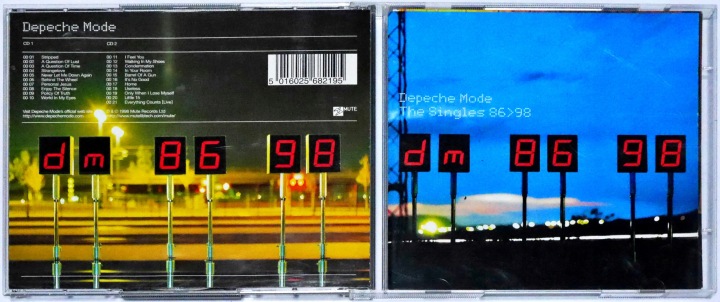 Depeche Mode
CD 1
00 01 Stripped
00 02 A Question Of Lust
00 03 A Question Of Time
00 04 Strangelove
00 05 Never Let Me Down Again
00 06 Behind The Wheel
00 07 Personal Jesus
00 08 Enjoy The Silence
00 09 Policy Of Truth
00 10 World In My Eyes
CD 2
00 11 I Feel You
00 12 Walking In My Shoes
00 13 Condemnation
00 14 In Your Room
00 15 Barrel Of A Gun
00 16 It's No Good
00 17 Home
00 18 Useless
00 19 Only When I Lose Myself
00 20 Little 15
00 21 Everything Counts [Live]
5 016025 682195
MUTE
Visit Depeche Mode's official web
http://www.depechemode.com
© 1998 Mute Records Ltd
dm 86 98
Depeche Mode
The Singles 86>98
dm 86 98